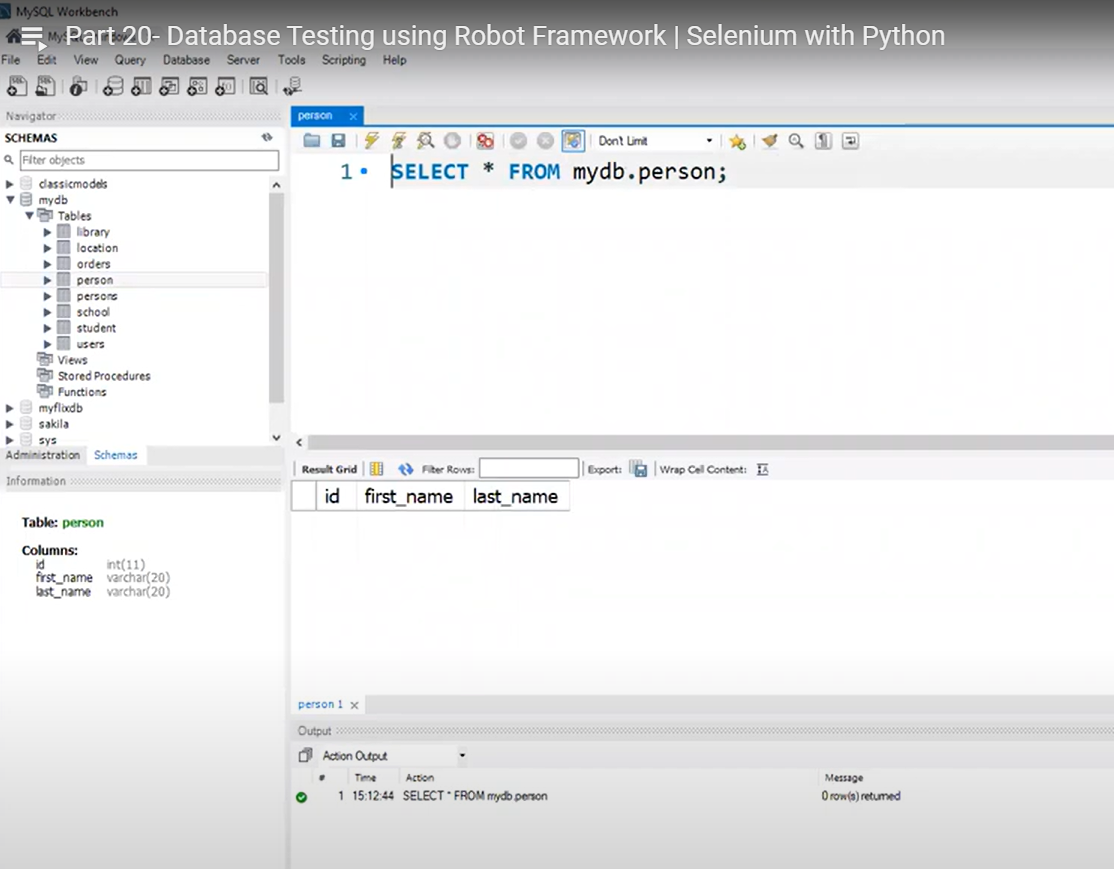 MySQL Workbench
Part 20- Database Testing using Robot Framework | Selenium with Python
File Edit View Query Database Server Tools Scripting Help
Navigator
SCHEMAS
Filter objects
classicmodels
mydb
Tables
library
location
orders
person
persons
school
student
users
Views
Stored Procedures
Functions
myflixdb
sakila
sys
Administration Schemas
Information
Table: person
Columns:
id int(11)
first_name varchar(20)
last_name varchar(20)
person
Don't Limit
1 SELECT * FROM mydb.person;
Result Grid Filter Rows: Export: Wrap Cell Content:
id first_name last_name
person 1
Output
Action Output
# Time Action Message
1 15:12:44 SELECT * FROM mydb.person 0 row(s) returned